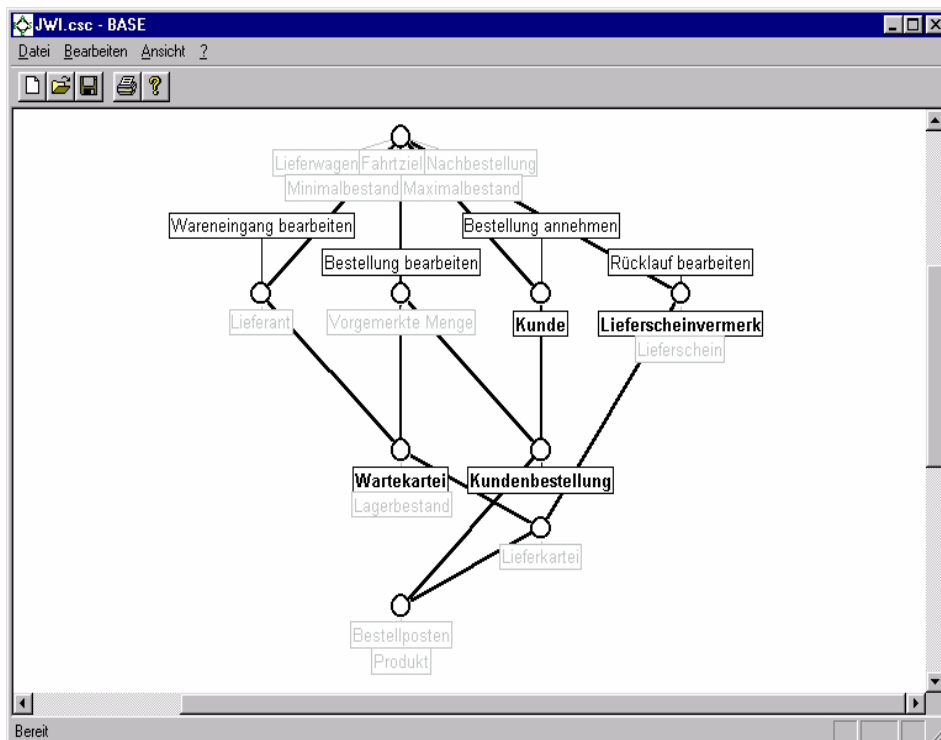 JWI.csc - BASE
Datei Bearbeiten Ansicht ?
Lieferwagen Fahrtziel Nachbestellung
Minimalbestand Maximalbestand
Wareneingang bearbeiten Bestellung annehmen
Bestellung bearbeiten Rücklauf bearbeiten
Lieferant Vorgemerkte Menge Kunde Lieferscheinvermerk
Lieferschein
Wartekartei Kundenbestellung
Lagerbestand
Lieferkartei
Bestellposten
Produkt
Bereit